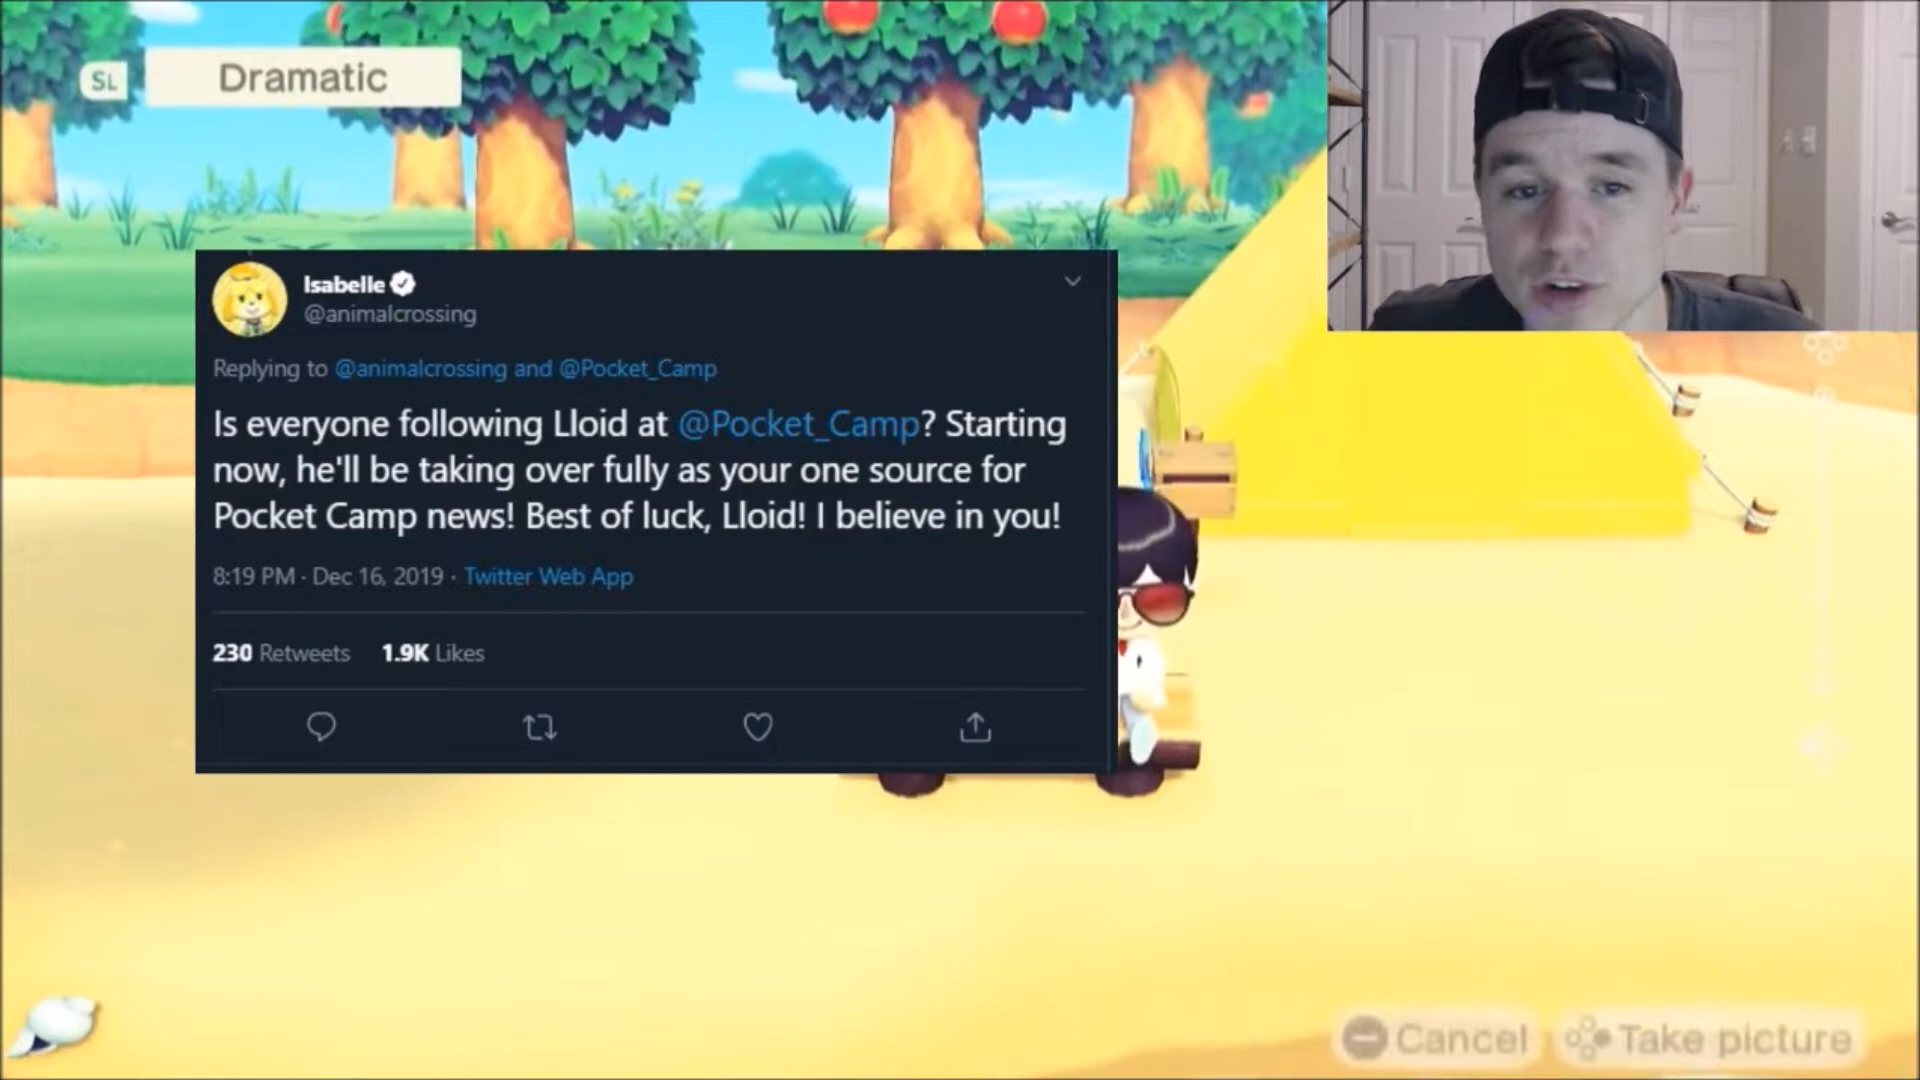 SL Dramatic
Isabelle
@animalcrossing
Replying to @animalcrossing and @Pocket_Camp
Is everyone following Lloid at @Pocket_Camp? Starting
now, he'll be taking over fully as your one source for
Pocket Camp news! Best of luck, Lloid! I believe in you!
8:19 PM · Dec 16, 2019 · Twitter Web App
230 Retweets 1.9K Likes
Cancel Take picture